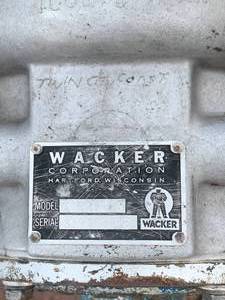 WACKER
CORPORATION
HARTFORD, WISCONSIN
MODEL
SERIAL
WACKER